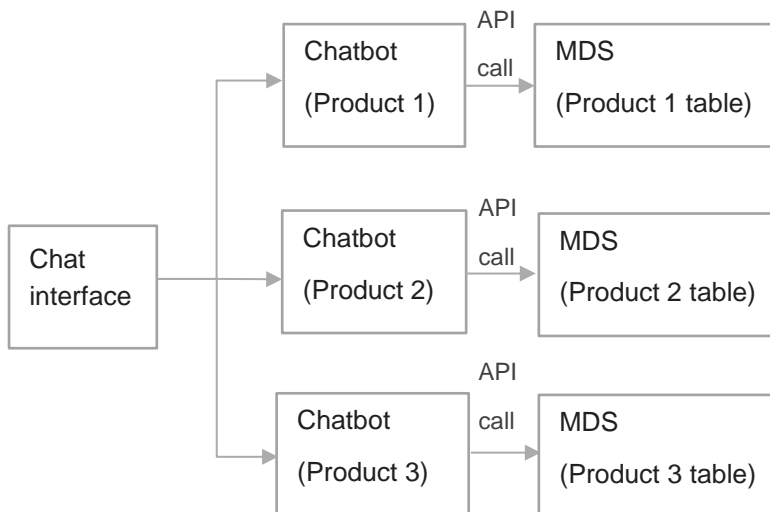 Chatbot
(Product 1)
API
call
MDS
(Product 1 table)
Chat
interface
Chatbot
(Product 2)
API
call
MDS
(Product 2 table)
Chatbot
(Product 3)
API
call
MDS
(Product 3 table)